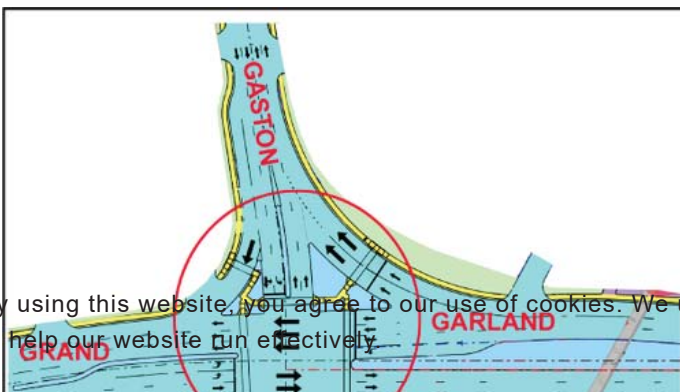 GASTON
y using this website, you agree to our use of cookies. We
GARLAND
help our website run effectively.
GRAND